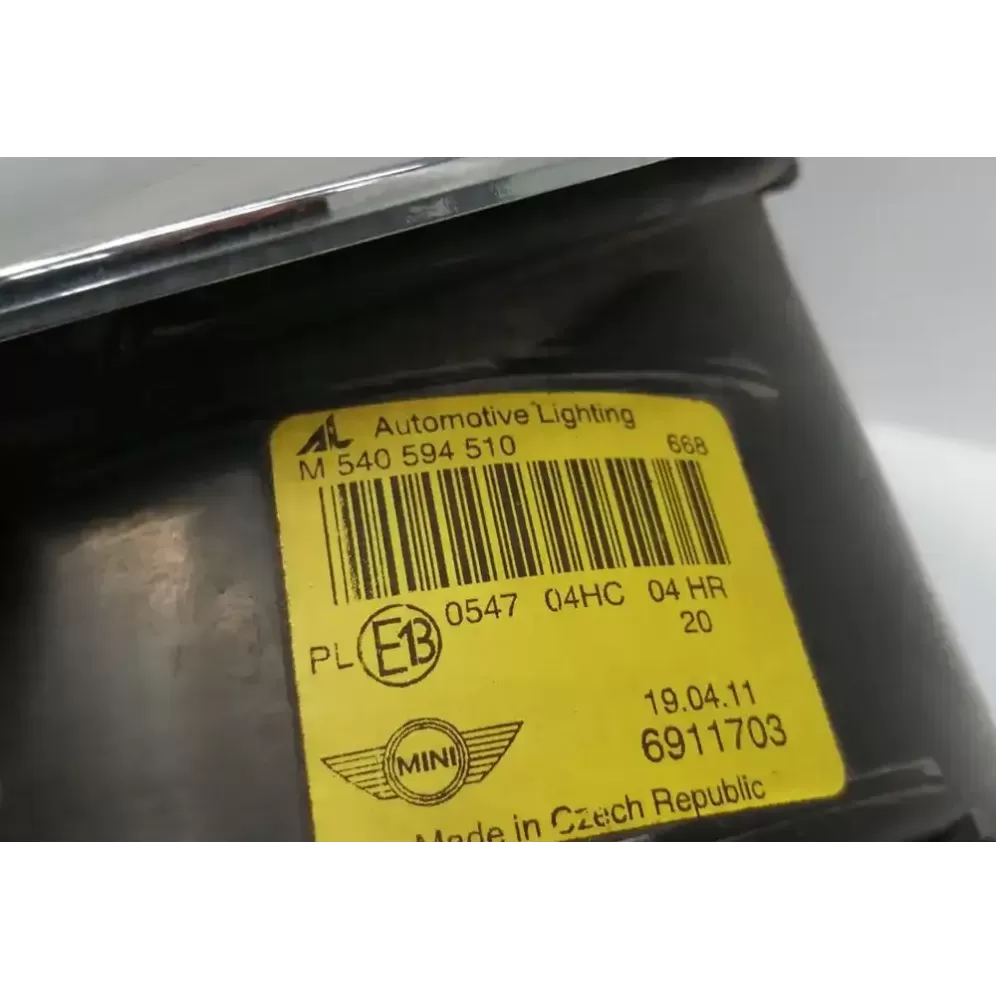 AL Automotive Lighting
M 540 594 510 668
0547 04HC 04 HR
PL E13 20
19.04.11
MINI 6911703
Made in Czech Republic